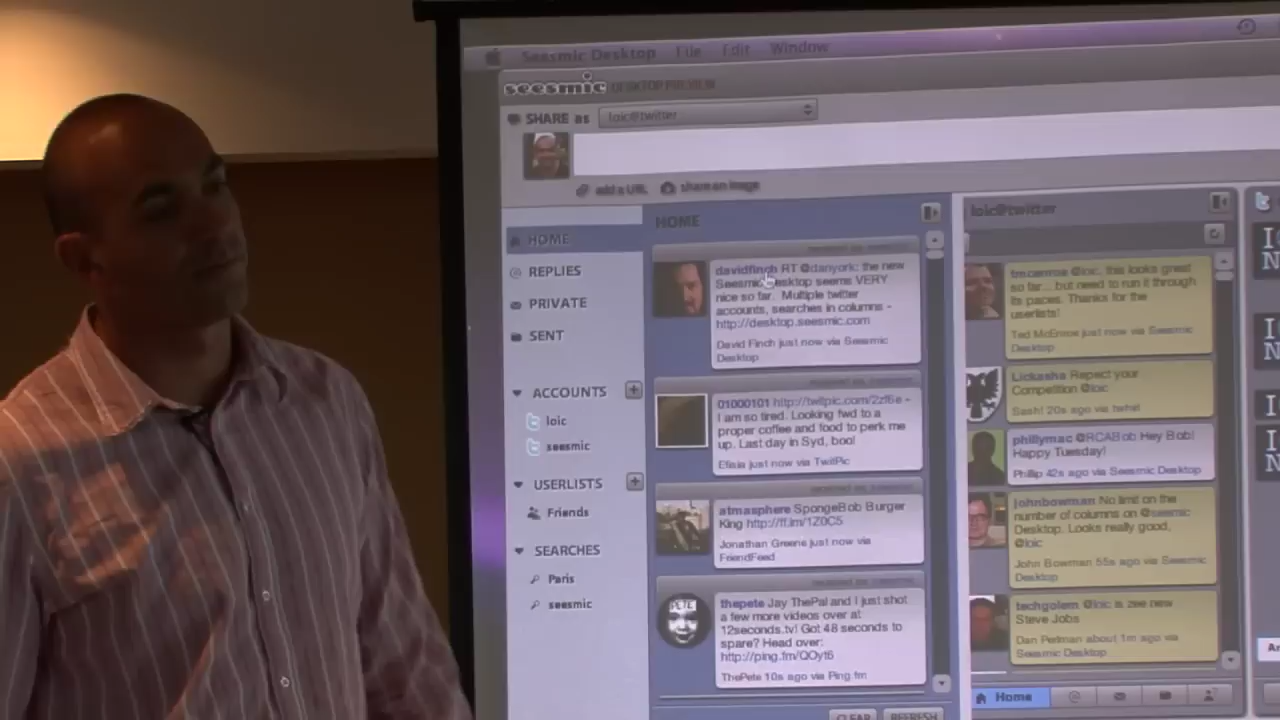 Seesmic Desktop File Edit Window
seesmic DESKTOP PREVIEW
SHARE as loic@twitter
add a URL share an image
HOME
REPLIES
PRIVATE
SENT
ACCOUNTS
loic
seesmic
USERLISTS
Friends
SEARCHES
Paris
seesmic
HOME
davidfinch RT @danyork: the new
Seesmic Desktop seems VERY
nice so far. Multiple twitter
accounts, searches in columns -
http://desktop.seesmic.com
David Finch just now via Seesmic
Desktop
01000101 http://twitpic.com/2zf6e -
I am so tired. Looking fwd to a
proper coffee and food to perk me
up. Last day in Syd, boo!
just now via TwitPic
atmosphere SpongeBob Burger
King http://ff.im/1Z0C5
Jonathan Greene just now via
FriendFeed
PETE
thepete Jay ThePal and I just shot
a few more videos over at
12seconds.tv! Got 48 seconds to
spare? Head over:
http://ping.fm/QOyt6
ThePete 10s ago via Ping.fm
CLEAR REFRESH
loic@twitter
@loic, this looks great
so far... but need to run it through
its paces. Thanks for the
userlists!
Ted McEnroe just now via Seesmic
Desktop
Lickasha Repect your
Competition @loic
Sash! 20s ago via twhirl
phillymac @RCABob Hey Bob!
Happy Tuesday!
Phillip 42s ago via Seesmic Desktop
johnbowman No limit on the
number of columns on @seesmic
Desktop. Looks really good,
@loic
John Bowman 55s ago via Seesmic
Desktop
techgolem @loic is zee new
Steve Jobs
Dan Perlman about 1m ago via
Seesmic Desktop
Home